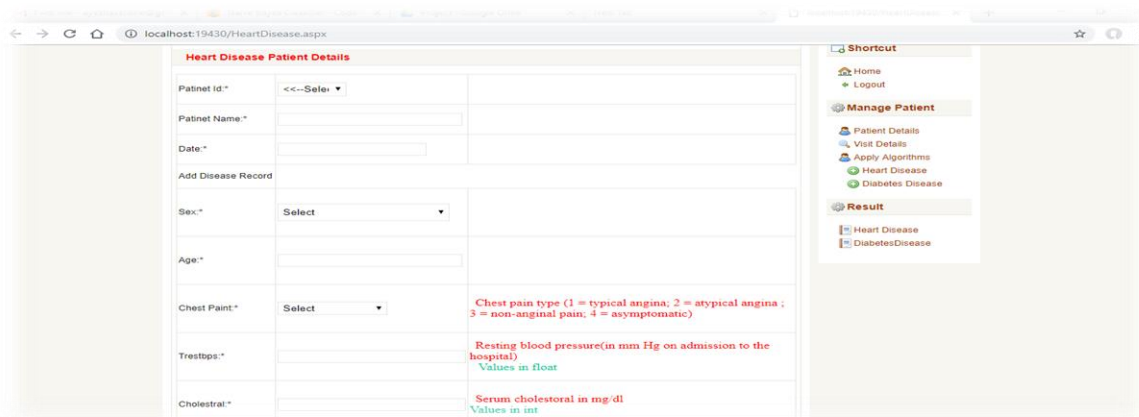 localhost:19430/HeartDisease.aspx
Heart Disease Patient Details
Patinet Id:*
<<--Sele
Patinet Name:*
Date:*
Add Disease Record
Sex:*
Select
Age:*
Chest Paint:*
Select
Chest pain type (1 = typical angina; 2 = atypical angina ;
3 = non-anginal pain; 4 = asymptomatic)
Trestbps:*
Resting blood pressure(in mm Hg on admission to the
hospital)
Values in float
Cholestral:*
Serum cholestoral in mg/dl
Values in int
Shortcut
Home
Logout
Manage Patient
Patient Details
Visit Details
Apply Algorithms
Heart Disease
Diabetes Disease
Result
Heart Disease
DiabetesDisease